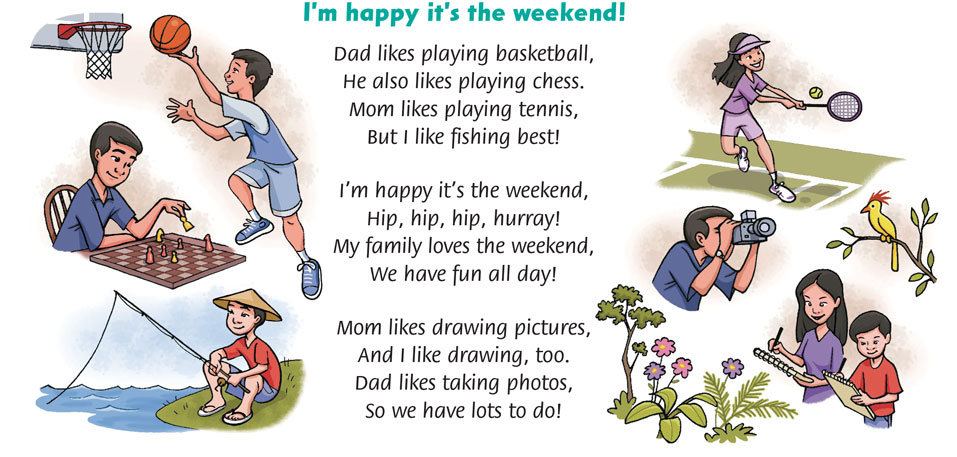 I'm happy it's the weekend!
Dad likes playing basketball,
He also likes playing chess.
Mom likes playing tennis,
But I like fishing best!
I'm happy it's the weekend,
Hip, hip, hip, hurray!
My family loves the weekend,
We have fun all day!
Mom likes drawing pictures,
And I like drawing, too.
Dad likes taking photos,
So we have lots to do!